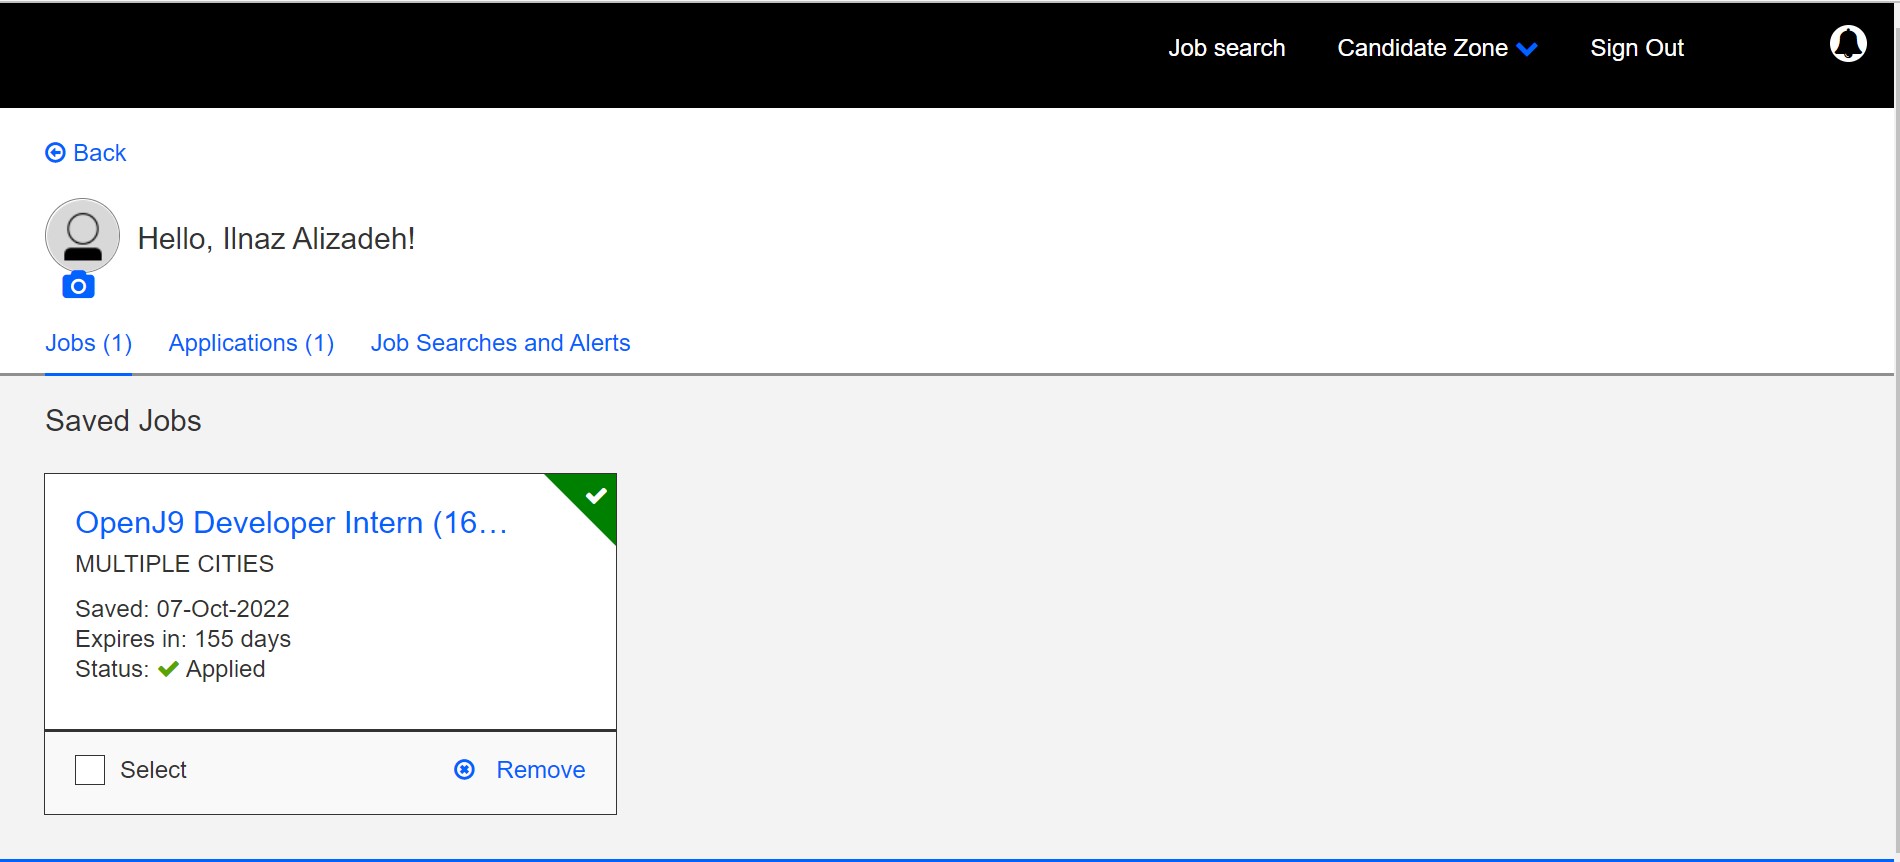 Job search Candidate Zone Sign Out
Back
Hello, Ilnaz Alizadeh!
Jobs (1) Applications (1) Job Searches and Alerts
Saved Jobs
OpenJ9 Developer Intern (16…
MULTIPLE CITIES
Saved: 07-Oct-2022
Expires in: 155 days
Status: Applied
Select Remove